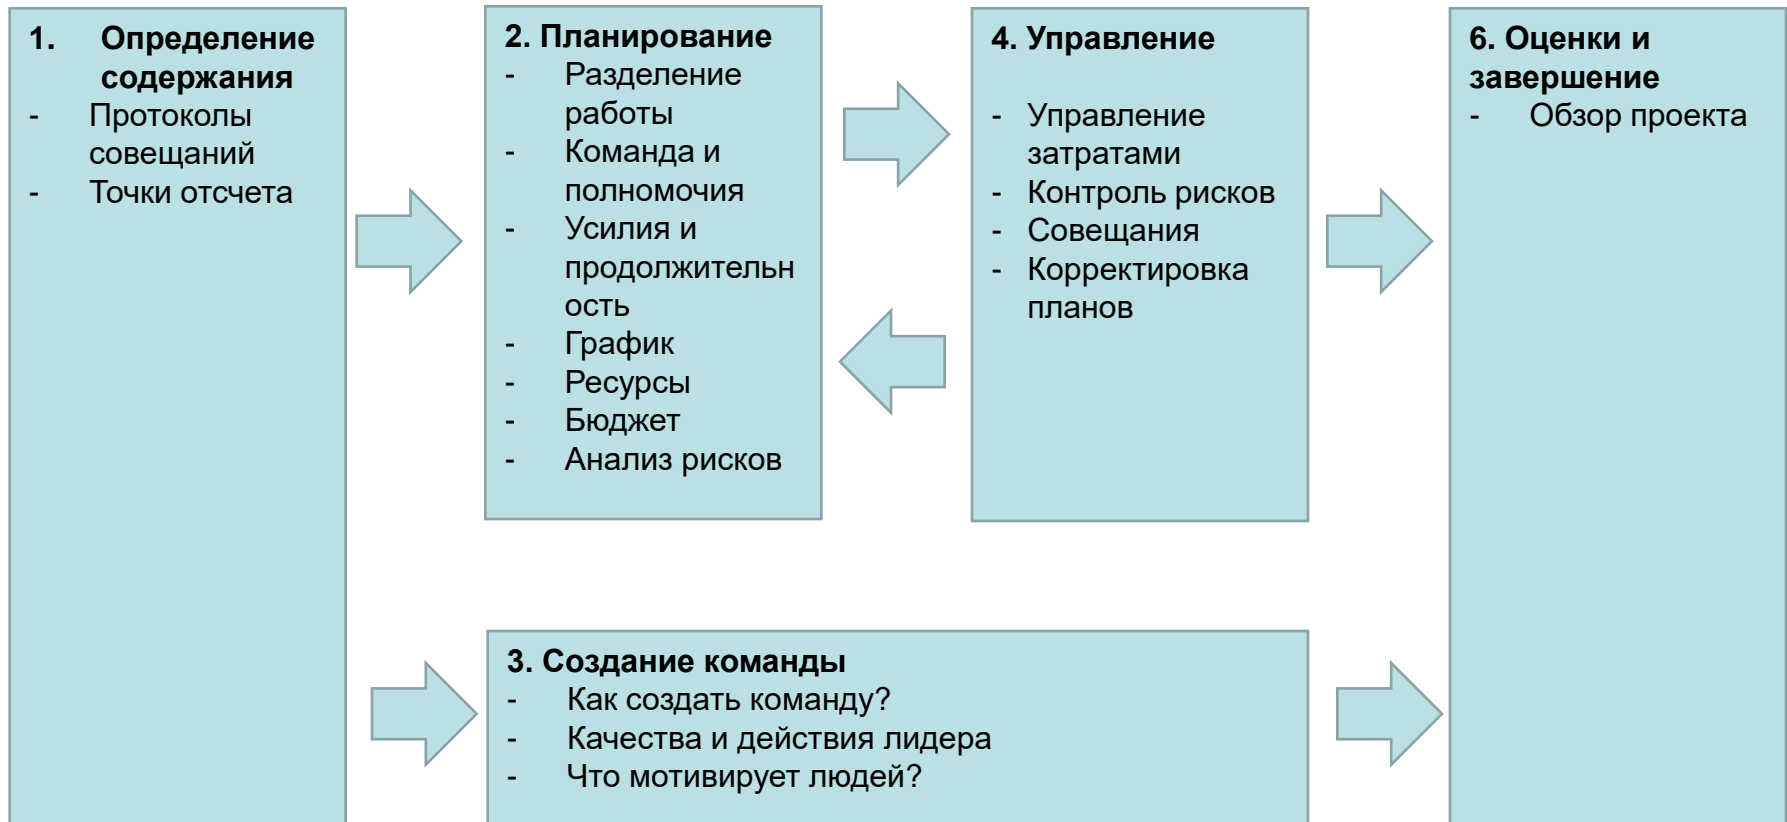 1. Определение
содержания
- Протоколы
совещаний
- Точки отсчета
2. Планирование
- Разделение
работы
- Команда и
полномочия
- Усилия и
продолжительн
ость
- График
- Ресурсы
- Бюджет
- Анализ рисков
4. Управление
- Управление
затратами
- Контроль рисков
- Совещания
- Корректировка
планов
6. Оценки и
завершение
- Обзор проекта
3. Создание команды
- Как создать команду?
- Качества и действия лидера
- Что мотивирует людей?